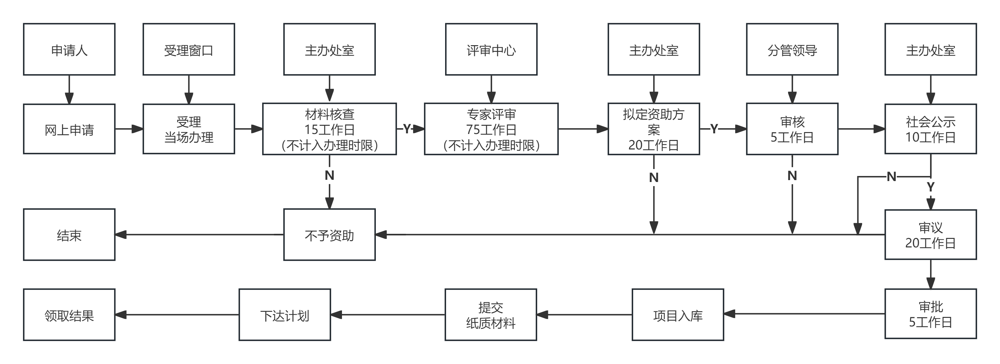 申请人
受理窗口
主办处室
评审中心
主办处室
分管领导
主办处室
网上申请
受理
当场办理
材料核查
15工作日
（不计入办理时限）
Y
专家评审
75工作日
（不计入办理时限）
拟定资助方
案
20工作日
Y
审核
5工作日
社会公示
10工作日
N
N
N
N
Y
结束
不予资助
审议
20工作日
领取结果
下达计划
提交
纸质材料
项目入库
审批
5工作日